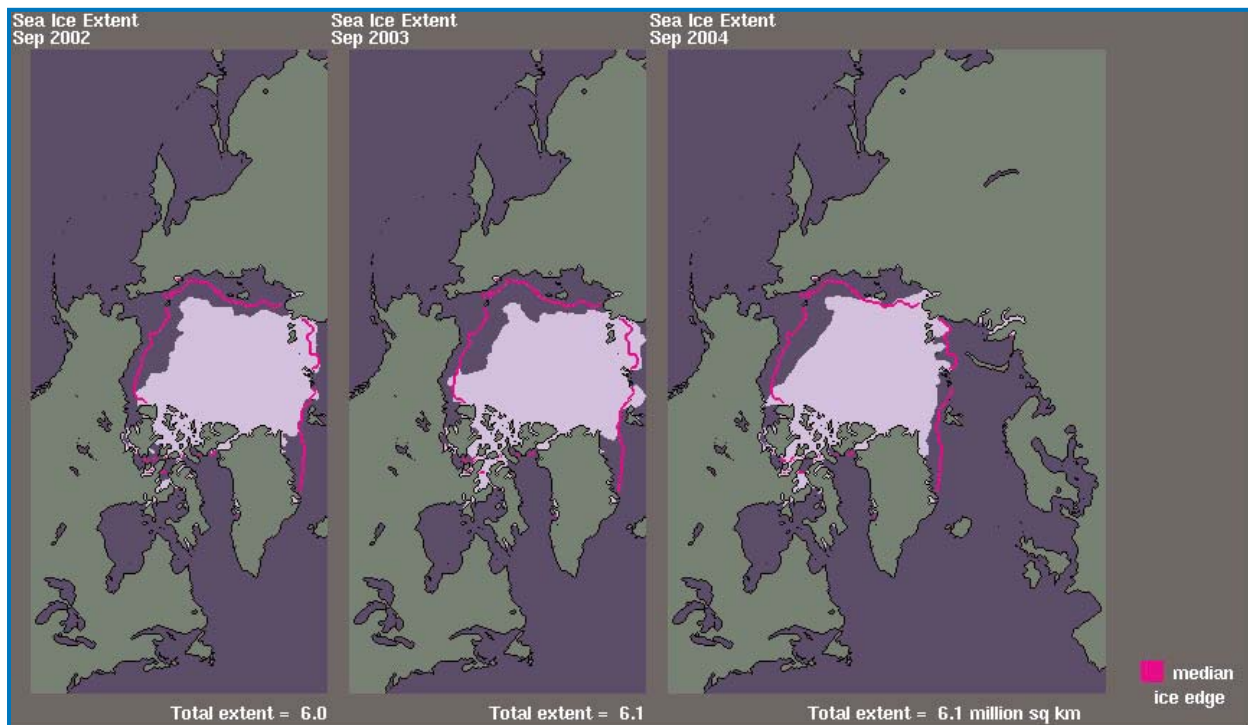 Sea Ice Extent
Sep 2002
Sea Ice Extent
Sep 2003
Sea Ice Extent
Sep 2004
Total extent = 6.0
Total extent = 6.1
Total extent = 6.1 million sq km
median
ice edge